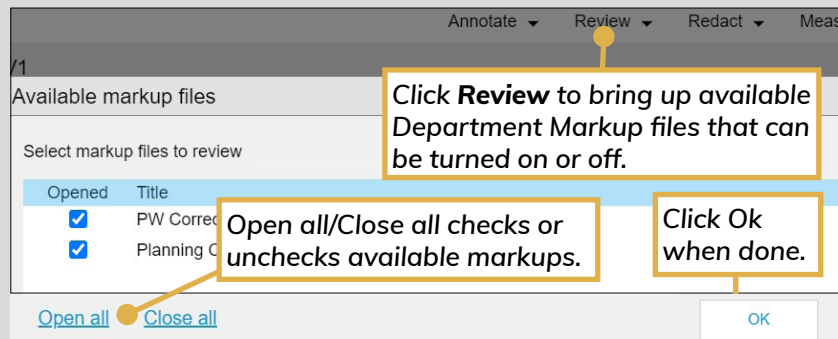 Annotate Review Redact Meas
/1
Available markup files
Click Review to bring up available
Department Markup files that can
be turned on or off.
Select markup files to review
Opened Title
PW Correc
Planning C
Open all/Close all checks or
unchecks available markups.
Click Ok
when done.
Open all Close all
OK